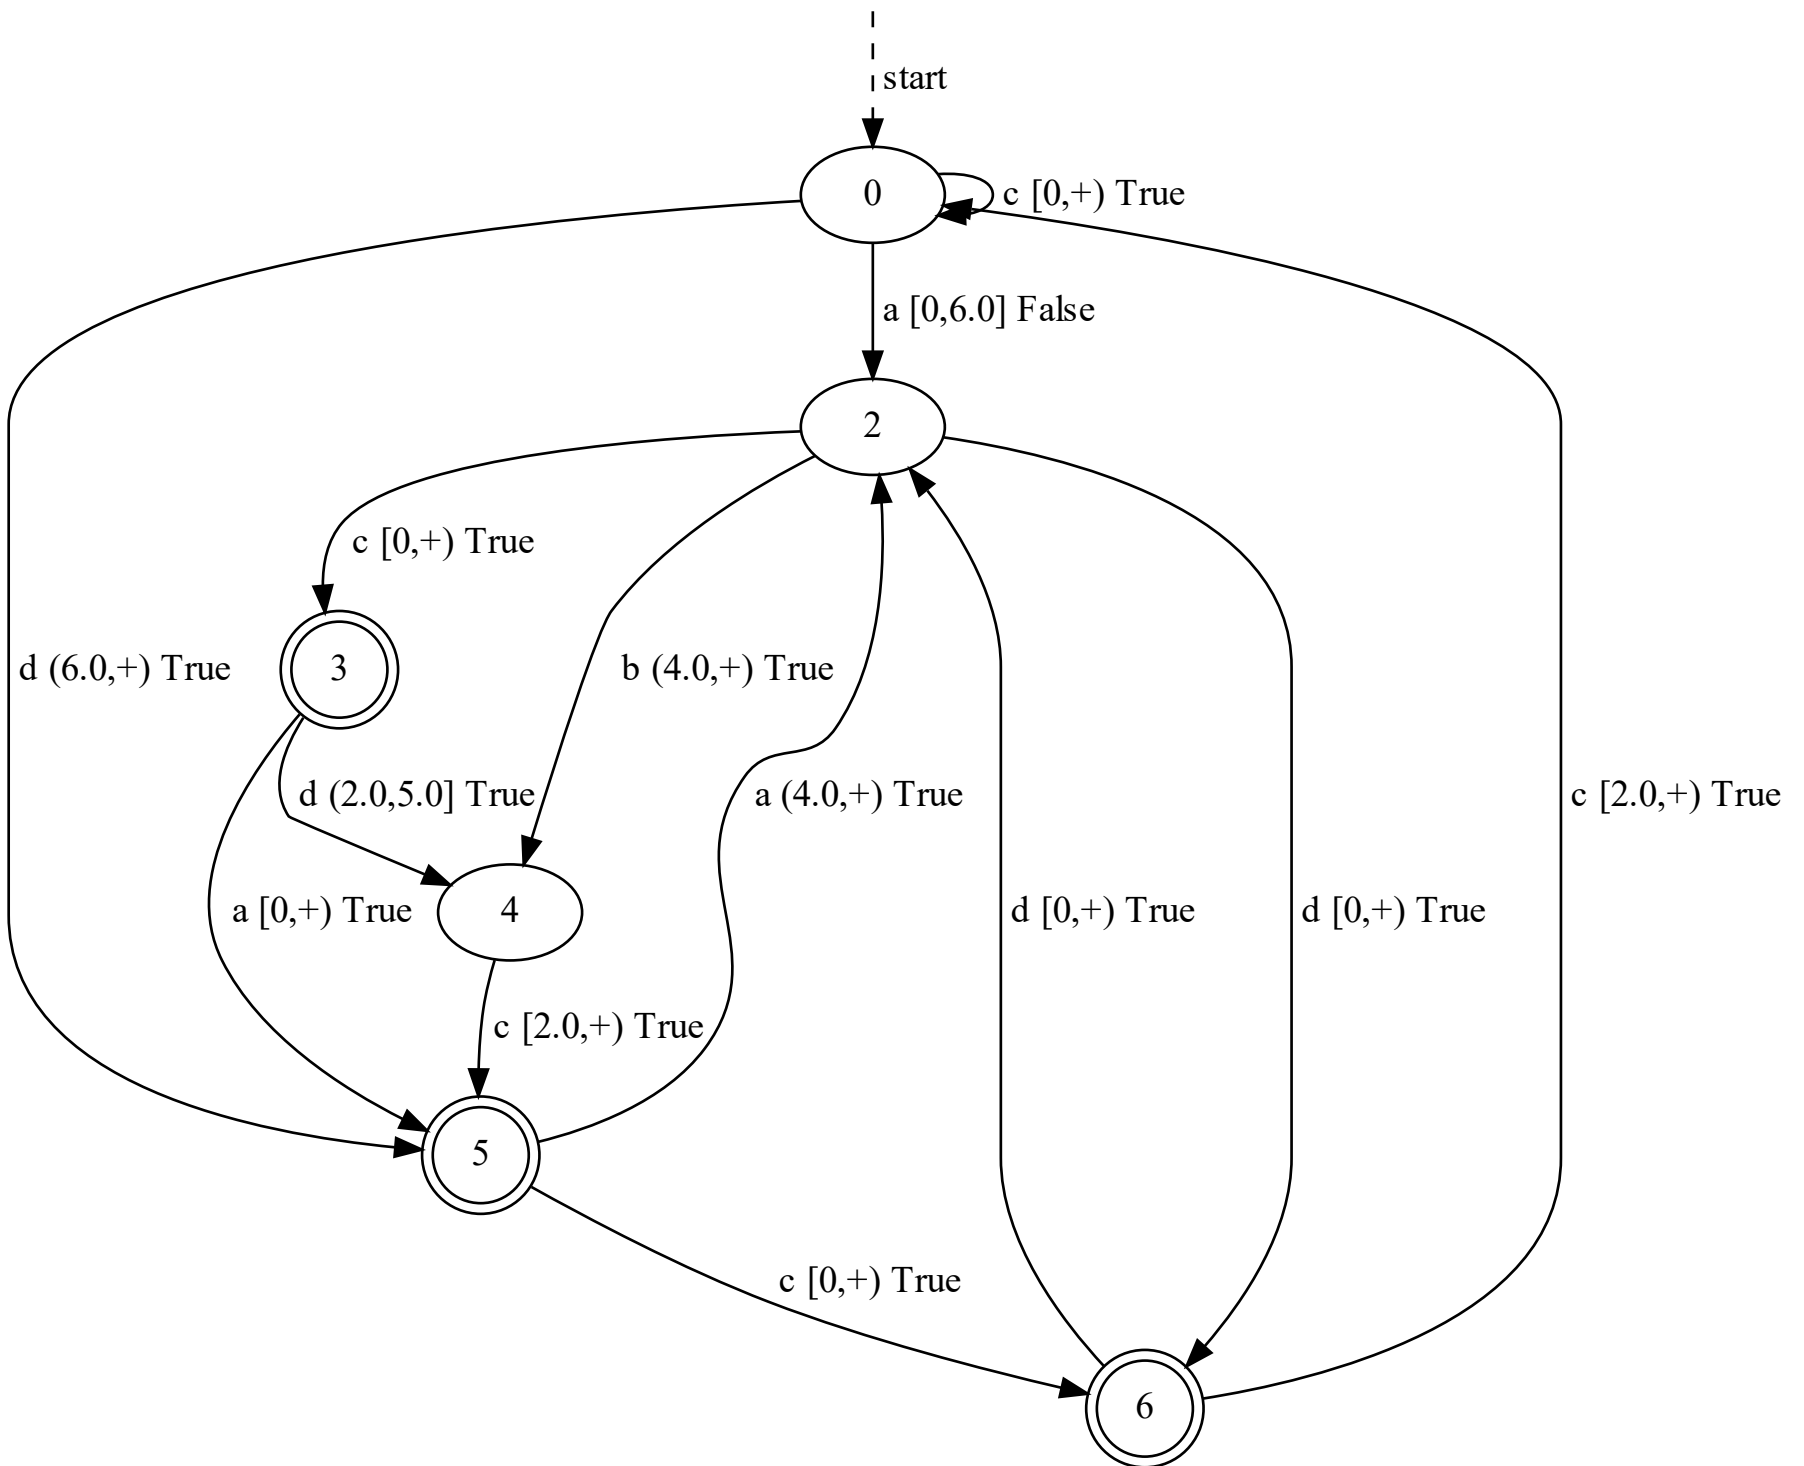 start
0
c [0,+) True
a [0,6.0] False
2
c [0,+) True
d (6.0,+) True
3
b (4.0,+) True
d (2.0,5.0] True
a (4.0,+) True
c [2.0,+) True
a [0,+) True
4
d [0,+) True
d [0,+) True
c [2.0,+) True
5
c [0,+) True
6